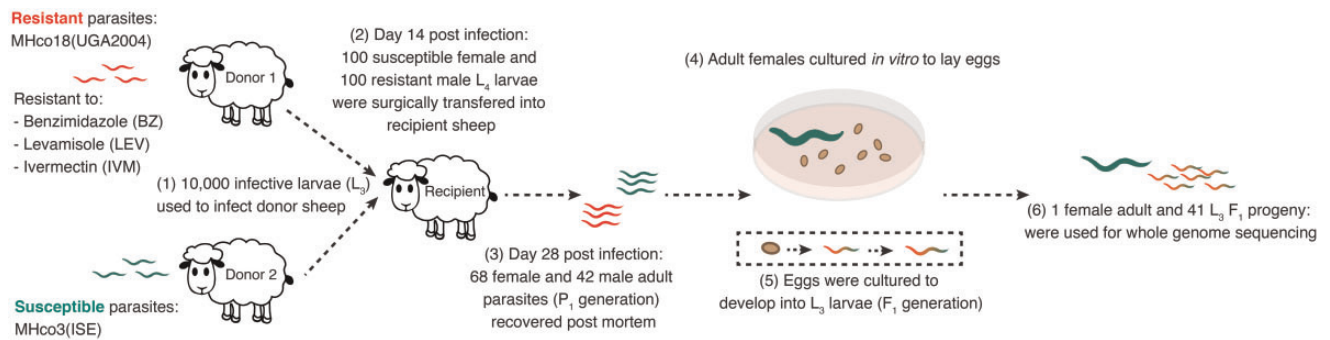 Resistant parasites:
MHco18(UGA2004)
Resistant to:
- Benzimidazole (BZ)
- Levamisole (LEV)
- Ivermectin (IVM)
Donor 1
(1) 10,000 infective larvae (L3)
used to infect donor sheep
Donor 2
Susceptible parasites:
MHco3(ISE)
(2) Day 14 post infection:
100 susceptible female and
100 resistant male L4 larvae
were surgically transfered into
recipient sheep
Recipient
(3) Day 28 post infection:
68 female and 42 male adult
parasites (P1 generation)
recovered post mortem
(4) Adult females cultured in vitro to lay eggs
(5) Eggs were cultured to
develop into L3 larvae (F1 generation)
(6) 1 female adult and 41 L3 F1 progeny:
were used for whole genome sequencing